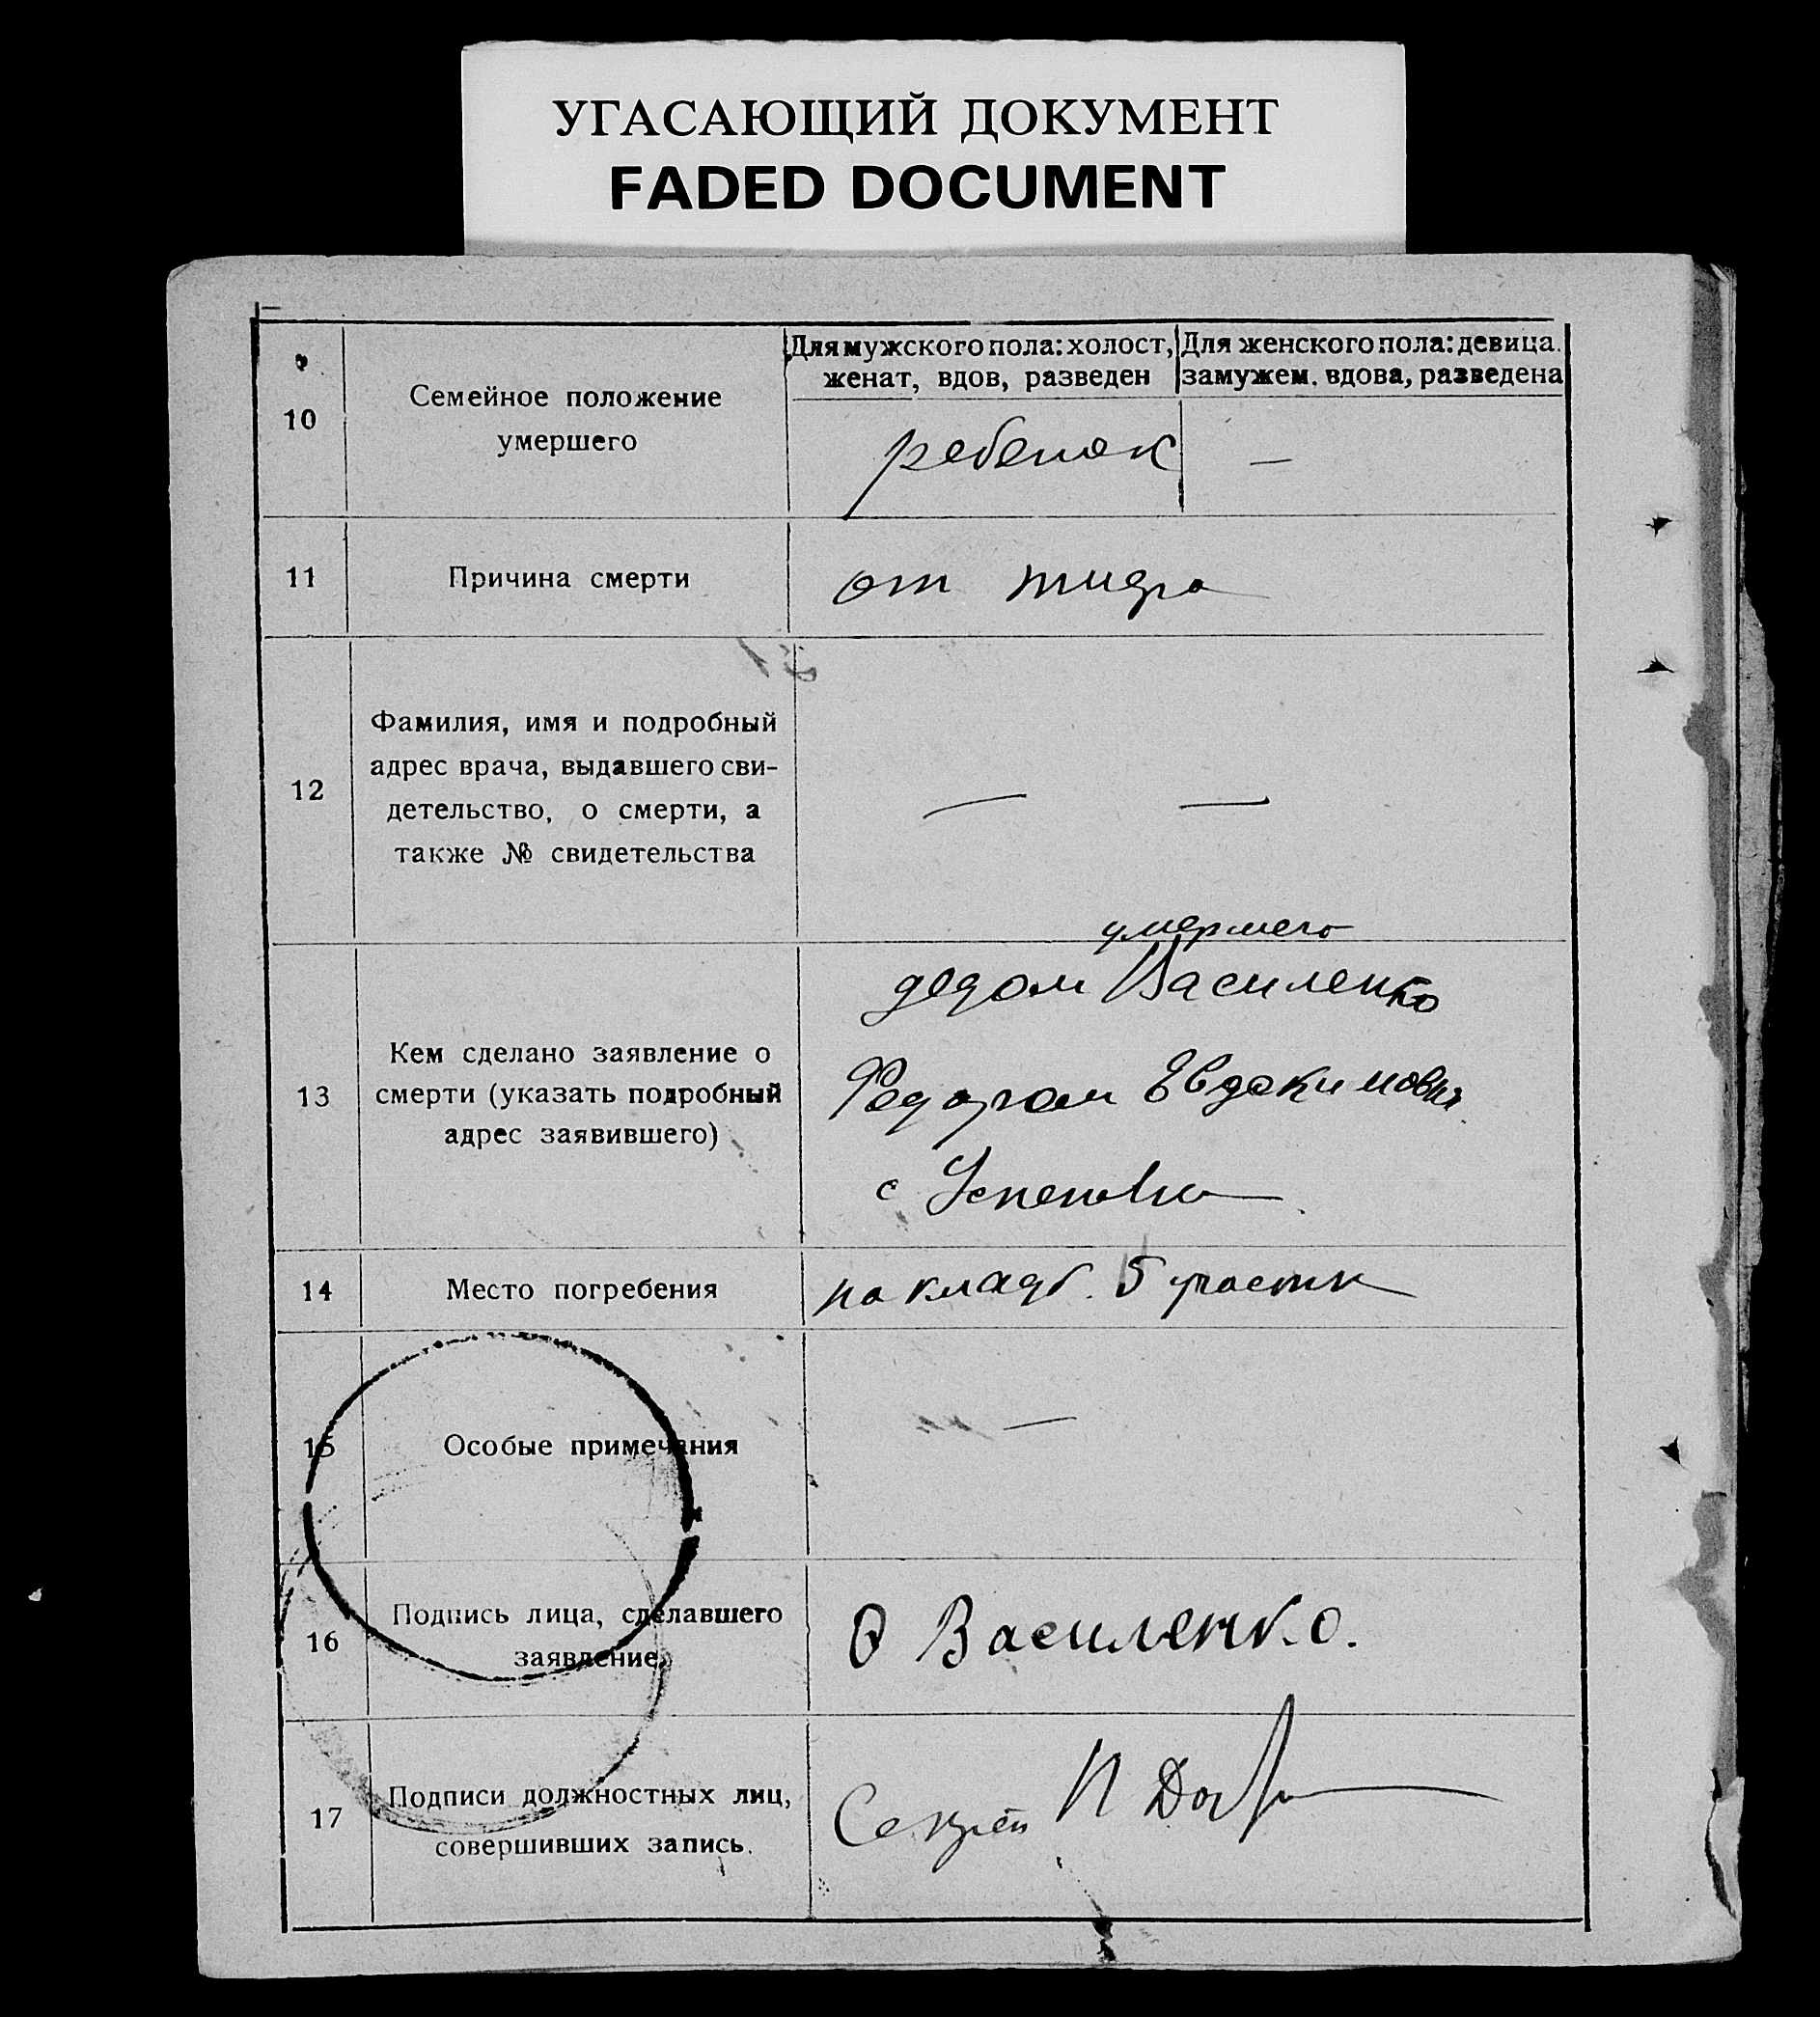 УГАСАЮЩИЙ ДОКУМЕНТ
FADED DOCUMENT
10
Семейное положение
умершего
Для мужского пола: холост,
женат, вдов, разведен
Для женского пола: девица.
замужем. вдова, разведена
ребенок
—
11
Причина смерти
от тифа
12
Фамилия, имя и подробный
адрес врача, выдавшего сви-
детельство, о смерти, а
также № свидетельства
— —
13
Кем сделано заявление о
смерти (указать подробный
адрес заявившего)
умершего
дедом Василенко
Федором Евдокимович
с
14
Место погребения
на кладб. 5 участк
15
Особые примечания
—
16
Подпись лица, сделавшего
заявление
Василенко.
17
Подписи должностных лиц,
совершивших запись.
Секрет